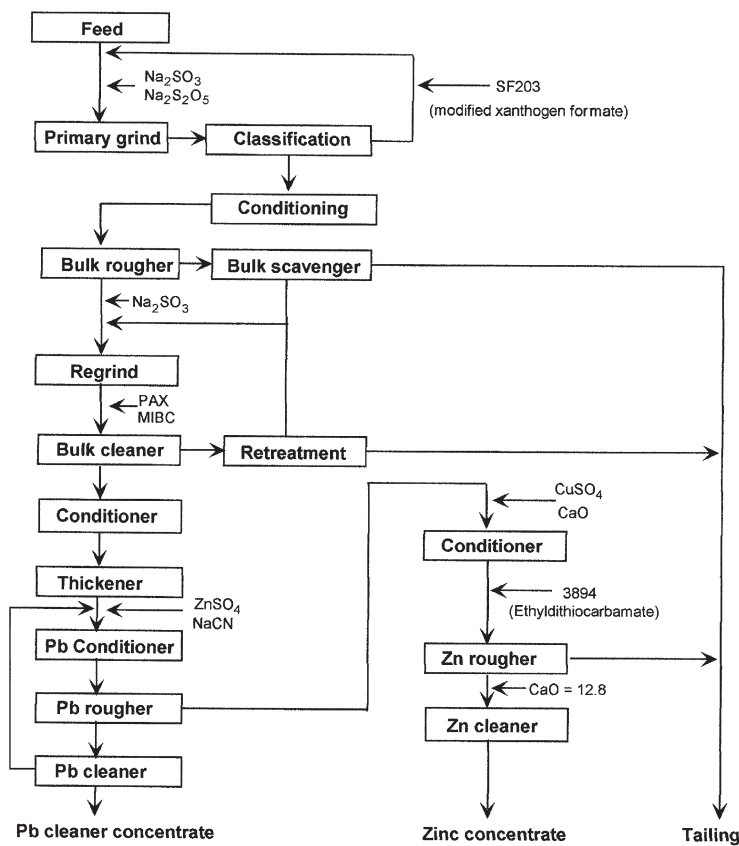 Feed
Na2SO3
Na2S2O5
SF203
(modified xanthogen formate)
Primary grind
Classification
Conditioning
Bulk rougher
Bulk scavenger
Na2SO3
Regrind
PAX
MIBC
Bulk cleaner
Retreatment
Conditioner
CuSO4
CaO
Conditioner
Thickener
ZnSO4
NaCN
3894
(Ethyldithiocarbamate)
Pb Conditioner
Zn rougher
Pb rougher
CaO = 12.8
Zn cleaner
Pb cleaner
Pb cleaner concentrate
Zinc concentrate
Tailing